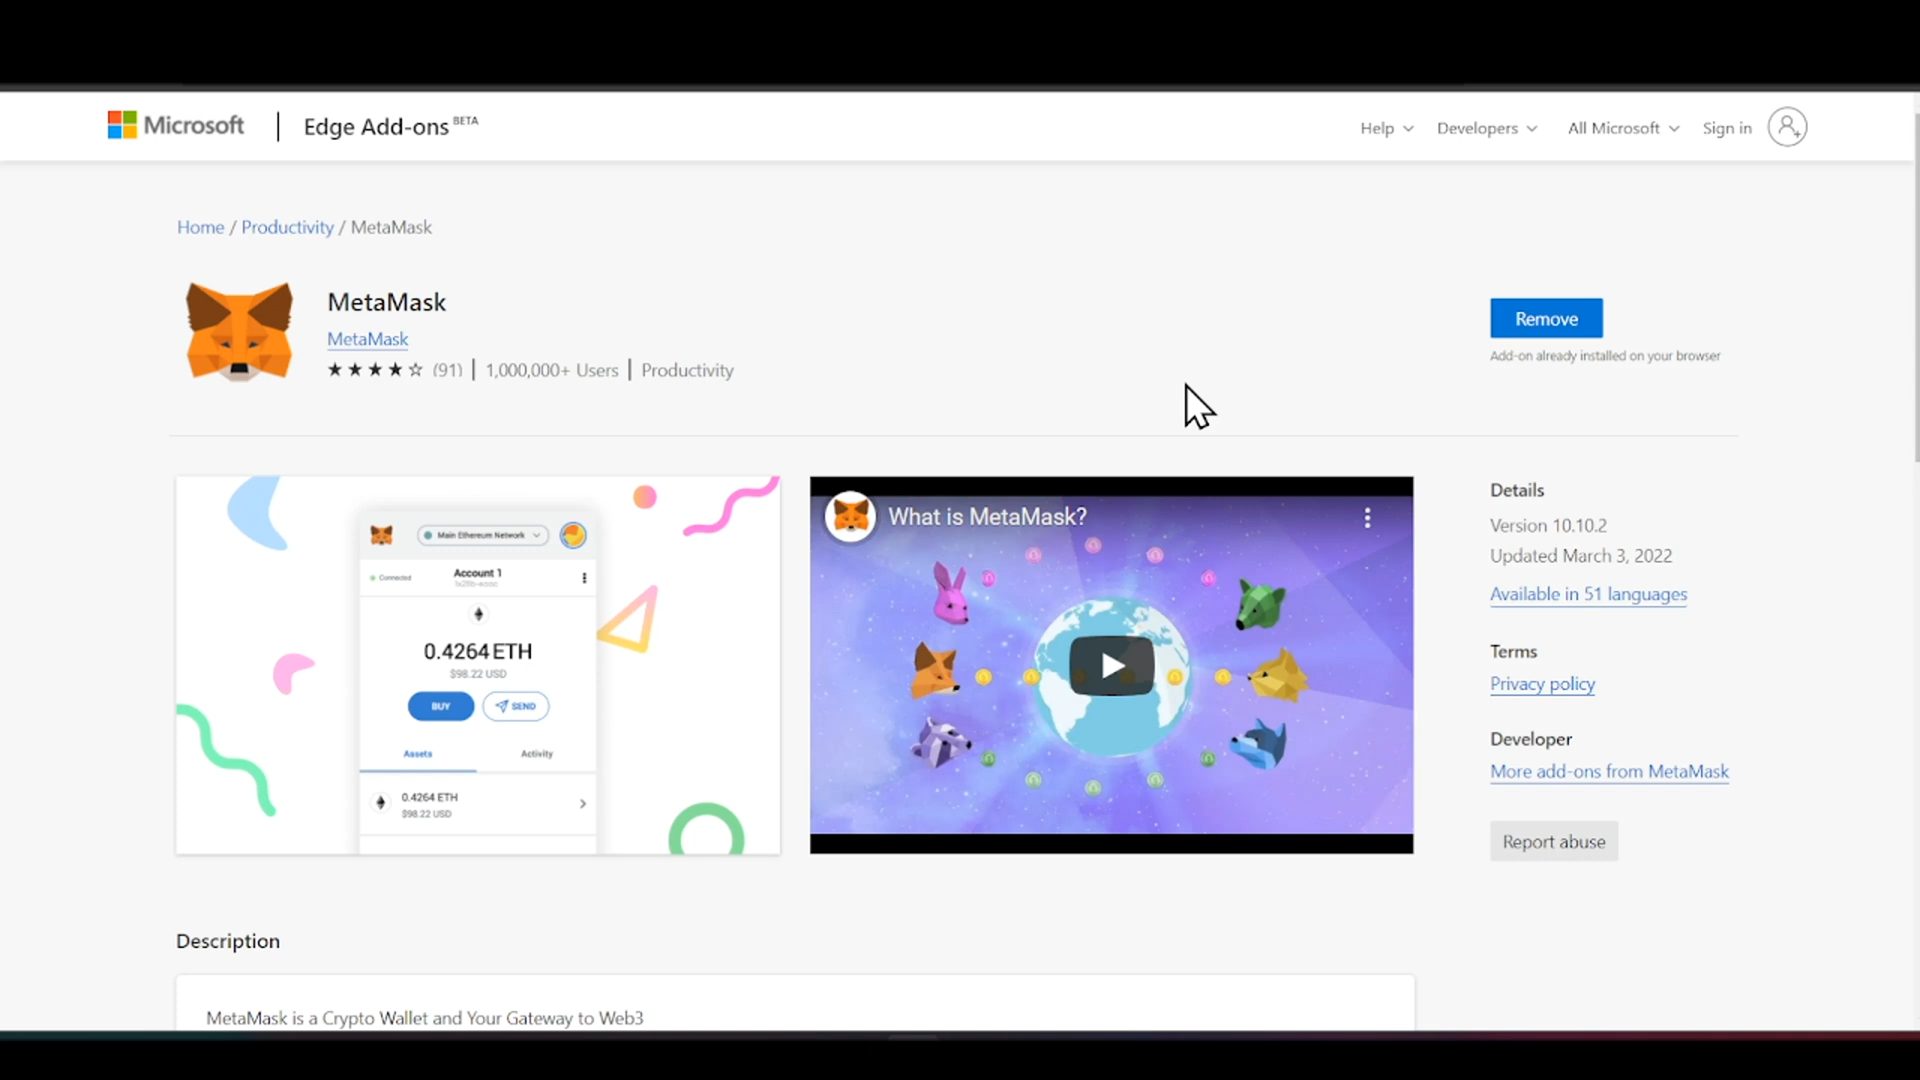 Microsoft | Edge Add-ons BETA
Help Developers All Microsoft Sign in
Home / Productivity / MetaMask
MetaMask
MetaMask
(91) | 1,000,000+ Users | Productivity
Remove
Add-on already installed on your browser
Main Ethereum Network
Connected
Account 1
0.4264 ETH
$98.22 USD
BUY SEND
Assets Activity
0.4264 ETH
$98.22 USD
What is MetaMask?
Details
Version 10.10.2
Updated March 3, 2022
Available in 51 languages
Terms
Privacy policy
Developer
More add-ons from MetaMask
Report abuse
Description
MetaMask is a Crypto Wallet and Your Gateway to Web3